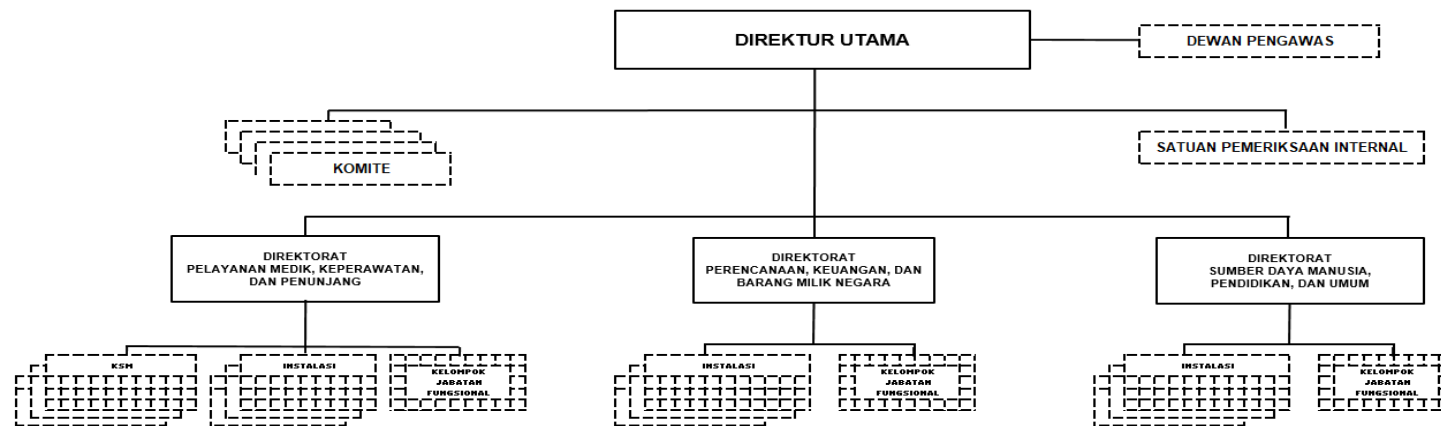 DIREKTUR UTAMA
DEWAN PENGAWAS
KOMITE
SATUAN PEMERIKSAAN INTERNAL
DIREKTORAT
PELAYANAN MEDIK, KEPERAWATAN,
DAN PENUNJANG
DIREKTORAT
PERENCANAAN, KEUANGAN, DAN
BARANG MILIK NEGARA
DIREKTORAT
SUMBER DAYA MANUSIA,
PENDIDIKAN, DAN UMUM
KSM
INSTALASI
KELOMPOK
JABATAN
FUNGSIONAL
INSTALASI
KELOMPOK
JABATAN
FUNGSIONAL
INSTALASI
KELOMPOK
JABATAN
FUNGSIONAL